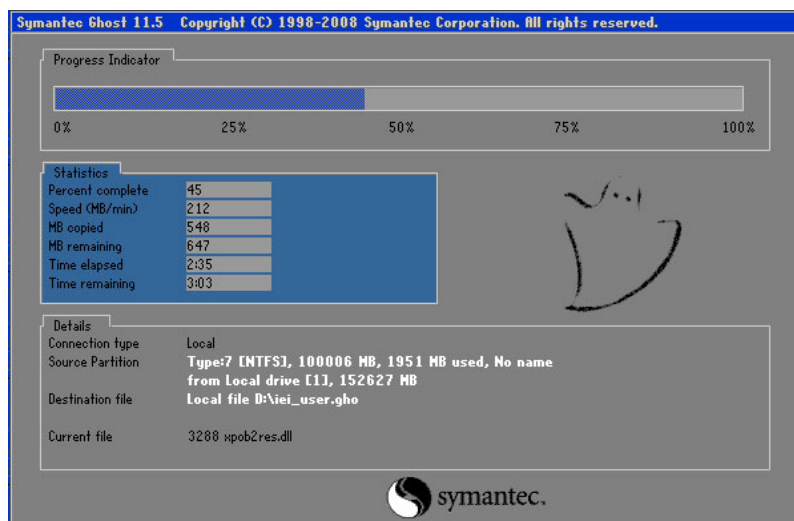 Symantec Ghost 11.5 Copyright (C) 1998-2008 Symantec Corporation. All rights reserved.
Progress Indicator
0% 25% 50% 75% 100%
Statistics
Percent complete 45
Speed (MB/min) 212
MB copied 548
MB remaining 647
Time elapsed 2:35
Time remaining 3:03
Details
Connection type Local
Source Partition Type:7 [NTFS], 100006 MB, 1951 MB used, No name
from Local drive [1], 152627 MB
Destination file Local file D:\iei_user.gho
Current file 3288 xpob2res.dll
symantec.